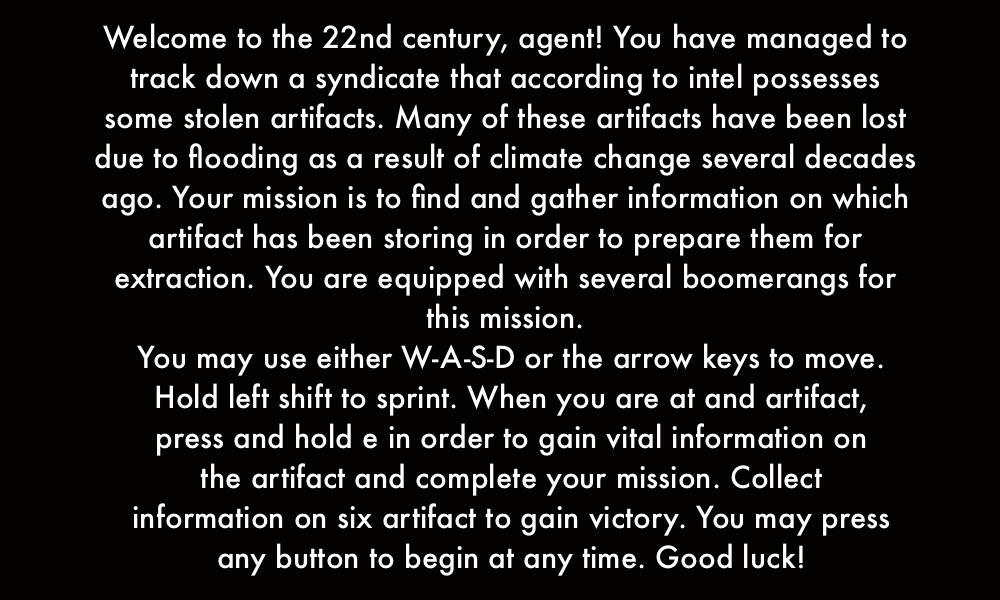 Welcome to the 22nd century, agent! You have managed to
track down a syndicate that according to intel possesses
some stolen artifacts. Many of these artifacts have been lost
due to flooding as a result of climate change several decades
ago. Your mission is to find and gather information on which
artifact has been storing in order to prepare them for
extraction. You are equipped with several boomerangs for
this mission.
You may use either W-A-S-D or the arrow keys to move.
Hold left shift to sprint. When you are at and artifact,
press and hold e in order to gain vital information on
the artifact and complete your mission. Collect
information on six artifact to gain victory. You may press
any button to begin at any time. Good luck!